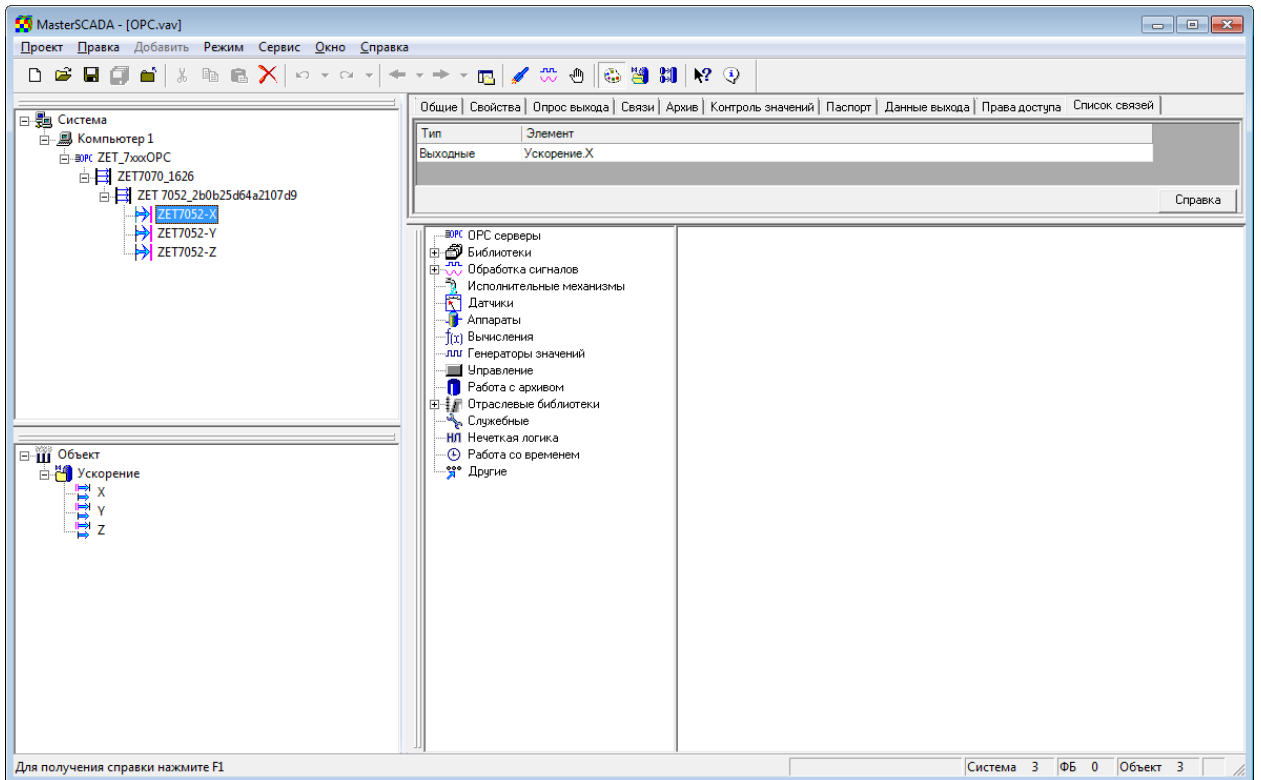 MasterSCADA - [OPC.vav]
Проект Правка Добавить Режим Сервис Окно Справка
Система
Компьютер 1
OPC ZET_7xxxOPC
ZET7070_1626
ZET 7052_2b0b25d64a2107d9
ZET7052-X
ZET7052-Y
ZET7052-Z
Общие Свойства Опрос выхода Связи Архив Контроль значений Паспорт Данные выхода Права доступа Список связей
Тип Элемент
Выходные Ускорение.X
Справка
OPC OPC серверы
Библиотеки
Обработка сигналов
Исполнительные механизмы
Датчики
Аппараты
f(x) Вычисления
Генераторы значений
Управление
Работа с архивом
Отраслевые библиотеки
Служебные
НЛ Нечеткая логика
Работа со временем
Другие
Объект
Ускорение
X
Y
Z
Для получения справки нажмите F1
Система 3 ФБ 0 Объект 3